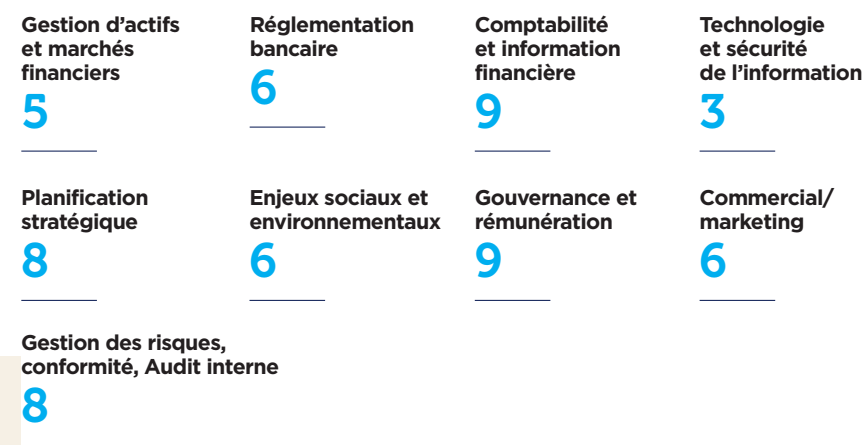 Gestion d’actifs
et marchés
financiers
5
Réglementation
bancaire
6
Comptabilité
et information
financière
9
Technologie
et sécurité
de l’information
3
Planification
stratégique
8
Enjeux sociaux et
environnementaux
6
Gouvernance et
rémunération
9
Commercial/
marketing
6
Gestion des risques,
conformité, Audit interne
8